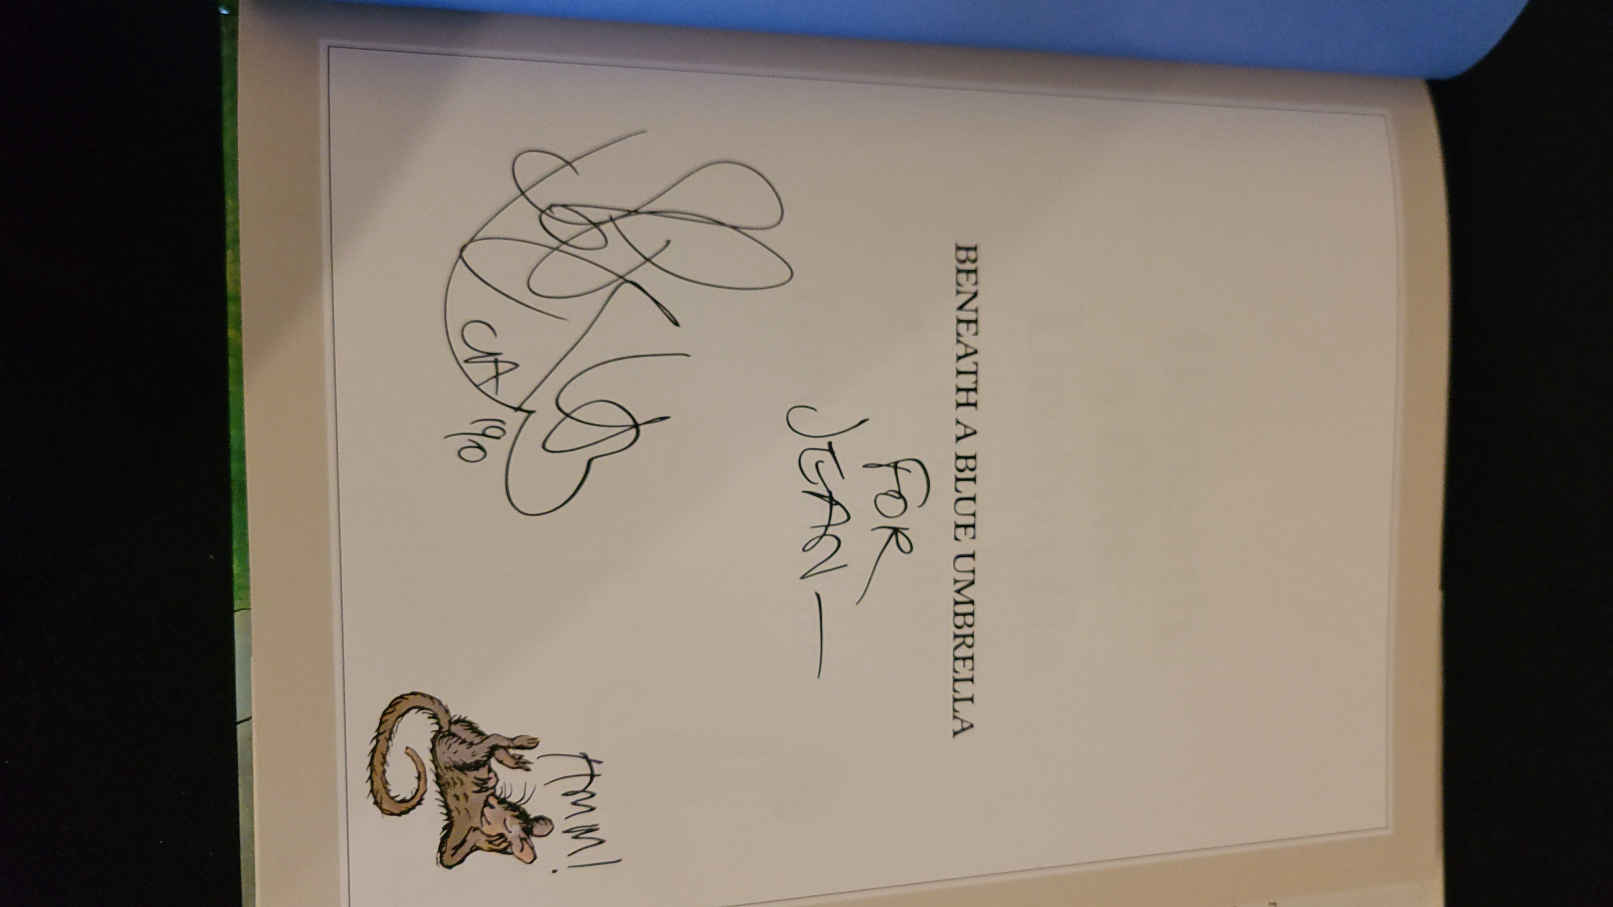 BENEATH A BLUE UMBRELLA
FOR
JEAN —
HMM!
CA
'90